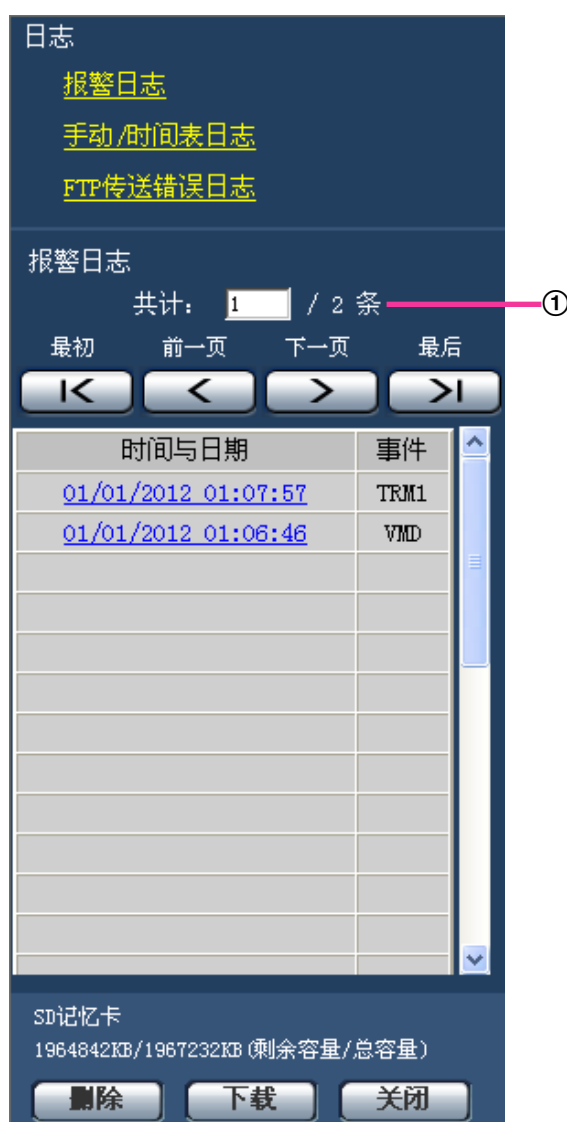 日志
报警日志
手动/时间表日志
FTP传送错误日志
报警日志
共计： 1 / 2 条 ①
最初 前一页 下一页 最后
时间与日期 事件
01/01/2012 01:07:57 TRM1
01/01/2012 01:06:46 VMD
SD记忆卡
1964842KB/1967232KB(剩余容量/总容量)
删除 下载 关闭